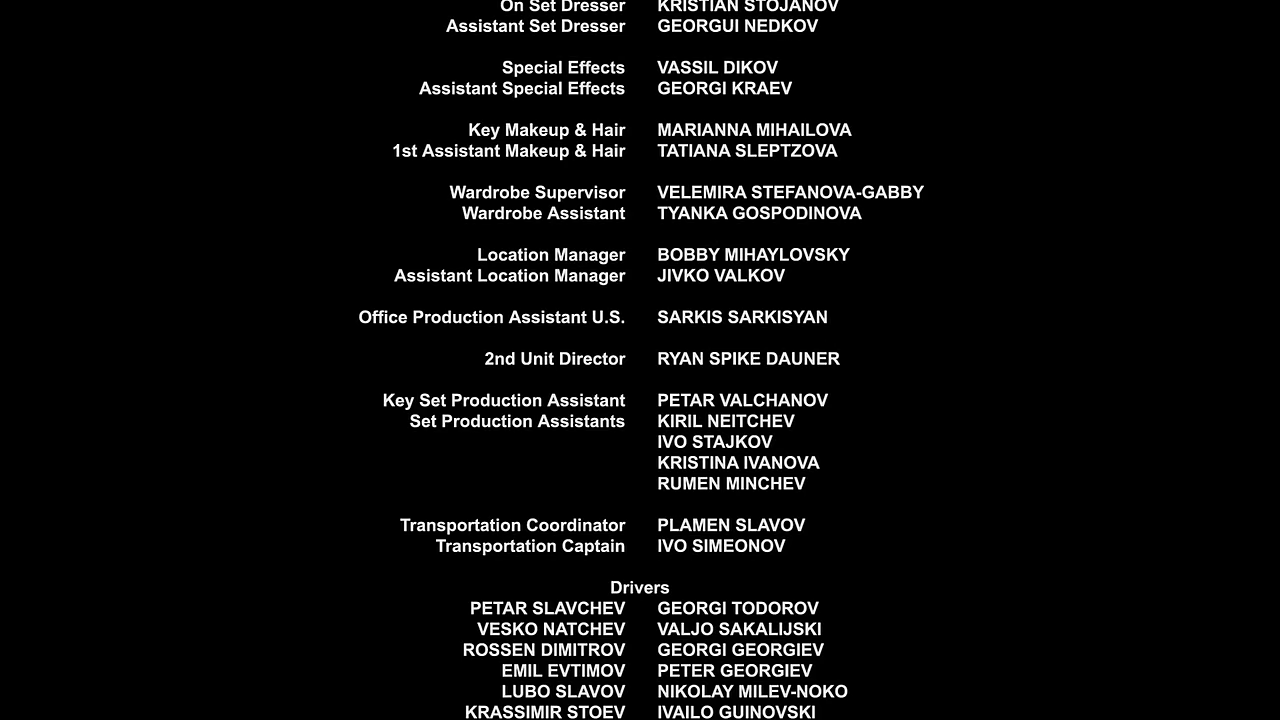 On Set Dresser KRISTIAN STOJANOV
Assistant Set Dresser GEORGUI NEDKOV
Special Effects VASSIL DIKOV
Assistant Special Effects GEORGI KRAEV
Key Makeup & Hair MARIANNA MIHAILOVA
1st Assistant Makeup & Hair TATIANA SLEPTZOVA
Wardrobe Supervisor VELEMIRA STEFANOVA-GABBY
Wardrobe Assistant TYANKA GOSPODINOVA
Location Manager BOBBY MIHAYLOVSKY
Assistant Location Manager JIVKO VALKOV
Office Production Assistant U.S. SARKIS SARKISYAN
2nd Unit Director RYAN SPIKE DAUNER
Key Set Production Assistant PETAR VALCHANOV
Set Production Assistants KIRIL NEITCHEV
IVO STAJKOV
KRISTINA IVANOVA
RUMEN MINCHEV
Transportation Coordinator PLAMEN SLAVOV
Transportation Captain IVO SIMEONOV
Drivers
PETAR SLAVCHEV GEORGI TODOROV
VESKO NATCHEV VALJO SAKALIJSKI
ROSSEN DIMITROV GEORGI GEORGIEV
EMIL EVTIMOV PETER GEORGIEV
LUBO SLAVOV NIKOLAY MILEV-NOKO
KRASSIMIR STOEV IVAILO GUINOVSKI